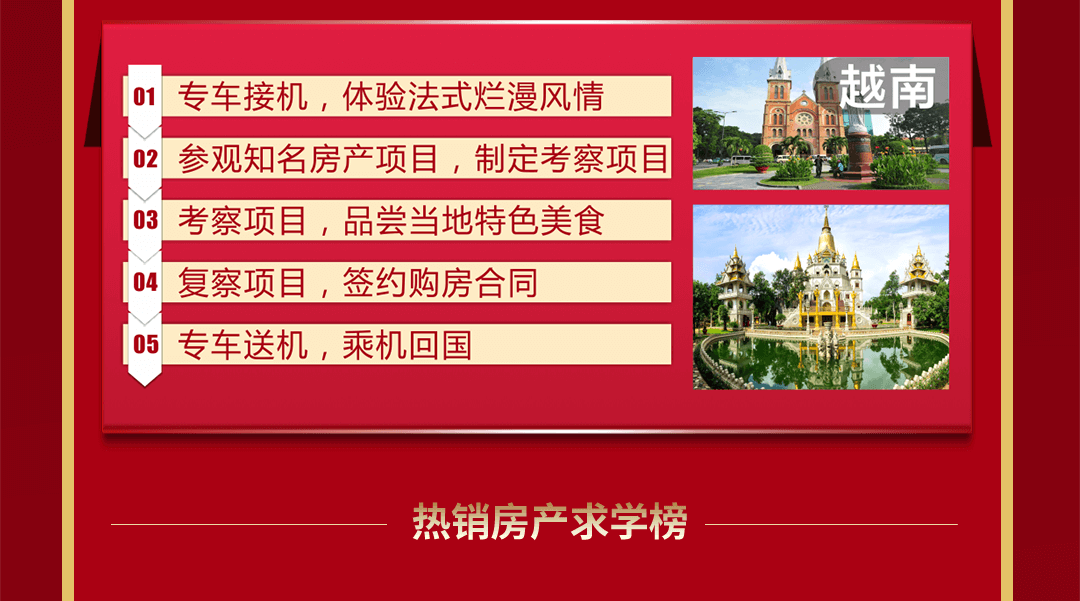 越南
01 专车接机，体验法式烂漫风情
02 参观知名房产项目，制定考察项目
03 考察项目，品尝当地特色美食
04 复察项目，签约购房合同
05 专车送机，乘机回国
热销房产求学榜